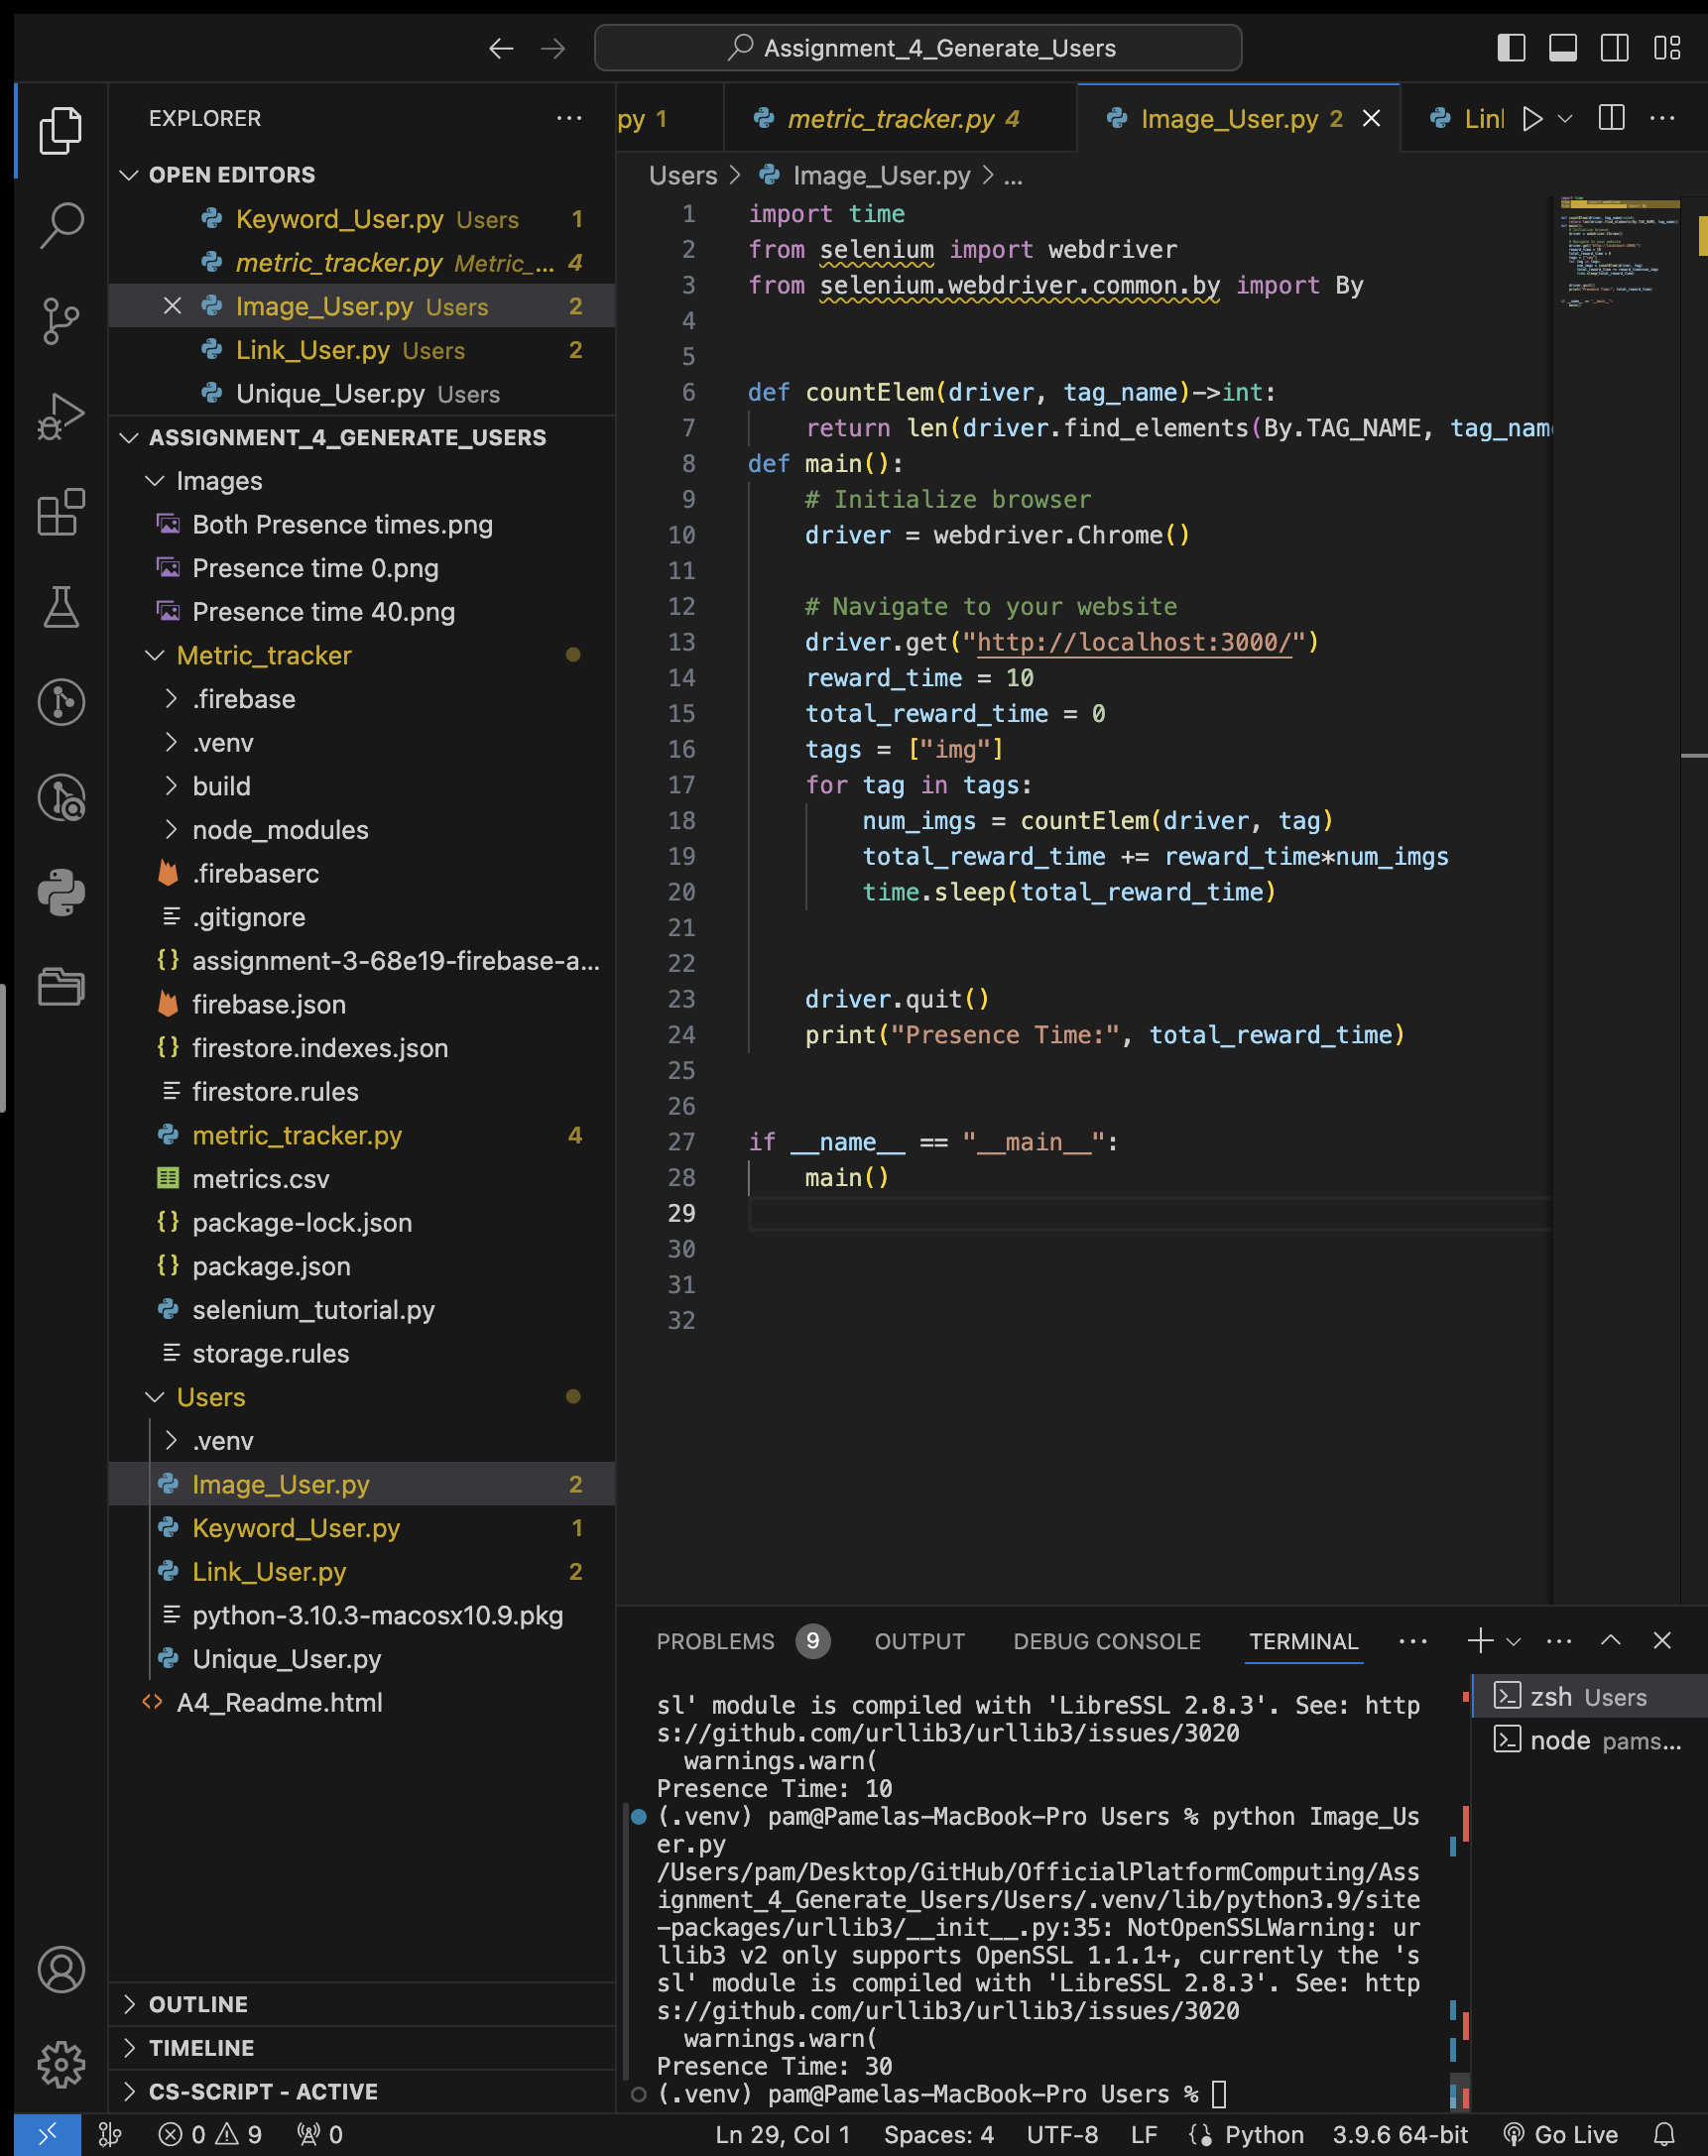 Assignment_4_Generate_Users
EXPLORER
OPEN EDITORS
Keyword_User.py Users 1
metric_tracker.py Metric_... 4
Image_User.py Users 2
Link_User.py Users 2
Unique_User.py Users
ASSIGNMENT_4_GENERATE_USERS
Images
Both Presence times.png
Presence time 0.png
Presence time 40.png
Metric_tracker
.firebase
.venv
build
node_modules
.firebaserc
.gitignore
assignment-3-68e19-firebase-a...
firebase.json
firestore.indexes.json
firestore.rules
metric_tracker.py 4
metrics.csv
package-lock.json
package.json
selenium_tutorial.py
storage.rules
Users
.venv
Image_User.py 2
Keyword_User.py 1
Link_User.py 2
python-3.10.3-macosx10.9.pkg
Unique_User.py
A4_Readme.html
OUTLINE
TIMELINE
CS-SCRIPT - ACTIVE
py 1 metric_tracker.py 4 Image_User.py 2 Lin
Users > Image_User.py > ...
1 import time
2 from selenium import webdriver
3 from selenium.webdriver.common.by import By
4
5
6 def countElem(driver, tag_name)->int:
7 return len(driver.find_elements(By.TAG_NAME, tag_nam
8 def main():
9 # Initialize browser
10 driver = webdriver.Chrome()
11
12 # Navigate to your website
13 driver.get("http://localhost:3000/")
14 reward_time = 10
15 total_reward_time = 0
16 tags = ["img"]
17 for tag in tags:
18 num_imgs = countElem(driver, tag)
19 total_reward_time += reward_time*num_imgs
20 time.sleep(total_reward_time)
21
22
23 driver.quit()
24 print("Presence Time:", total_reward_time)
25
26
27 if __name__ == "__main__":
28 main()
29
30
31
32
PROBLEMS 9 OUTPUT DEBUG CONSOLE TERMINAL
sl' module is compiled with 'LibreSSL 2.8.3'. See: http
s://github.com/urllib3/urllib3/issues/3020
warnings.warn(
Presence Time: 10
(.venv) pam@Pamelas-MacBook-Pro Users % python Image_Us
er.py
/Users/pam/Desktop/GitHub/OfficialPlatformComputing/Ass
ignment_4_Generate_Users/Users/.venv/lib/python3.9/site
-packages/urllib3/__init__.py:35: NotOpenSSLWarning: ur
llib3 v2 only supports OpenSSL 1.1.1+, currently the 's
sl' module is compiled with 'LibreSSL 2.8.3'. See: http
s://github.com/urllib3/urllib3/issues/3020
warnings.warn(
Presence Time: 30
(.venv) pam@Pamelas-MacBook-Pro Users %
zsh Users
node pams...
0 9 0 Ln 29, Col 1 Spaces: 4 UTF-8 LF Python 3.9.6 64-bit Go Live